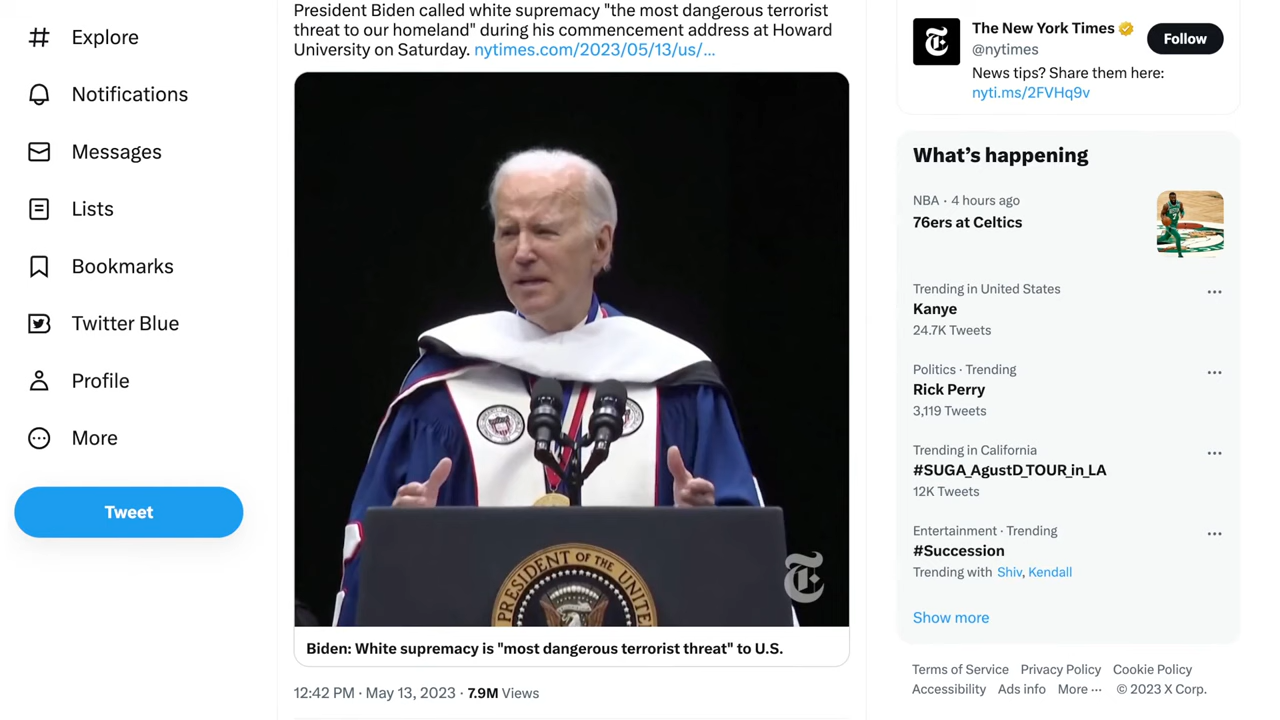 Explore
Notifications
Messages
Lists
Bookmarks
Twitter Blue
Profile
More
Tweet
President Biden called white supremacy "the most dangerous terrorist
threat to our homeland" during his commencement address at Howard
University on Saturday. nytimes.com/2023/05/13/us/...
PRESIDENT OF THE UNITED
Biden: White supremacy is "most dangerous terrorist threat" to U.S.
12:42 PM · May 13, 2023 · 7.9M Views
The New York Times
@nytimes
Follow
News tips? Share them here:
nyti.ms/2FVHq9v
What's happening
NBA · 4 hours ago
76ers at Celtics
Trending in United States
Kanye
24.7K Tweets
Politics · Trending
Rick Perry
3,119 Tweets
Trending in California
#SUGA_AgustD_TOUR_in_LA
12K Tweets
Entertainment · Trending
#Succession
Trending with Shiv, Kendall
Show more
Terms of Service Privacy Policy Cookie Policy
Accessibility Ads info More ··· © 2023 X Corp.